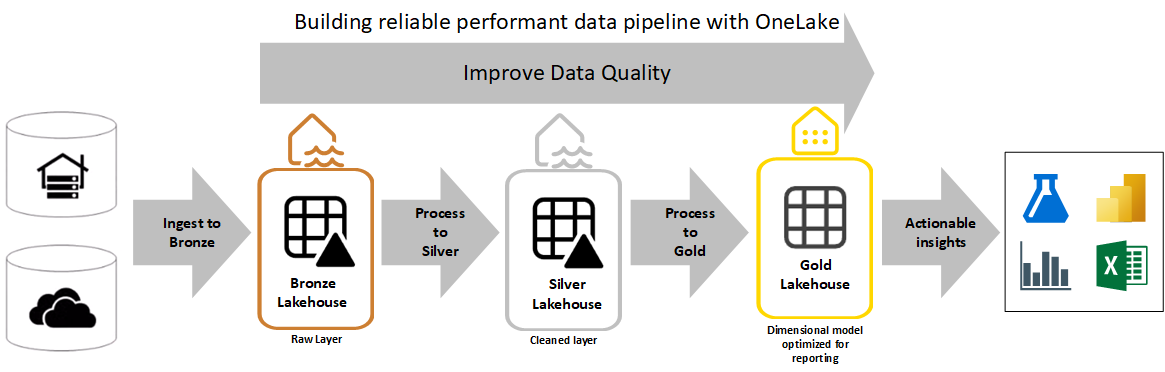 Building reliable performant data pipeline with OneLake
Improve Data Quality
Ingest to
Bronze
Bronze
Lakehouse
Raw Layer
Process
to
Silver
Silver
Lakehouse
Cleaned layer
Process
to
Gold
Gold
Lakehouse
Dimensional model
optimized for
reporting
Actionable
insights
X